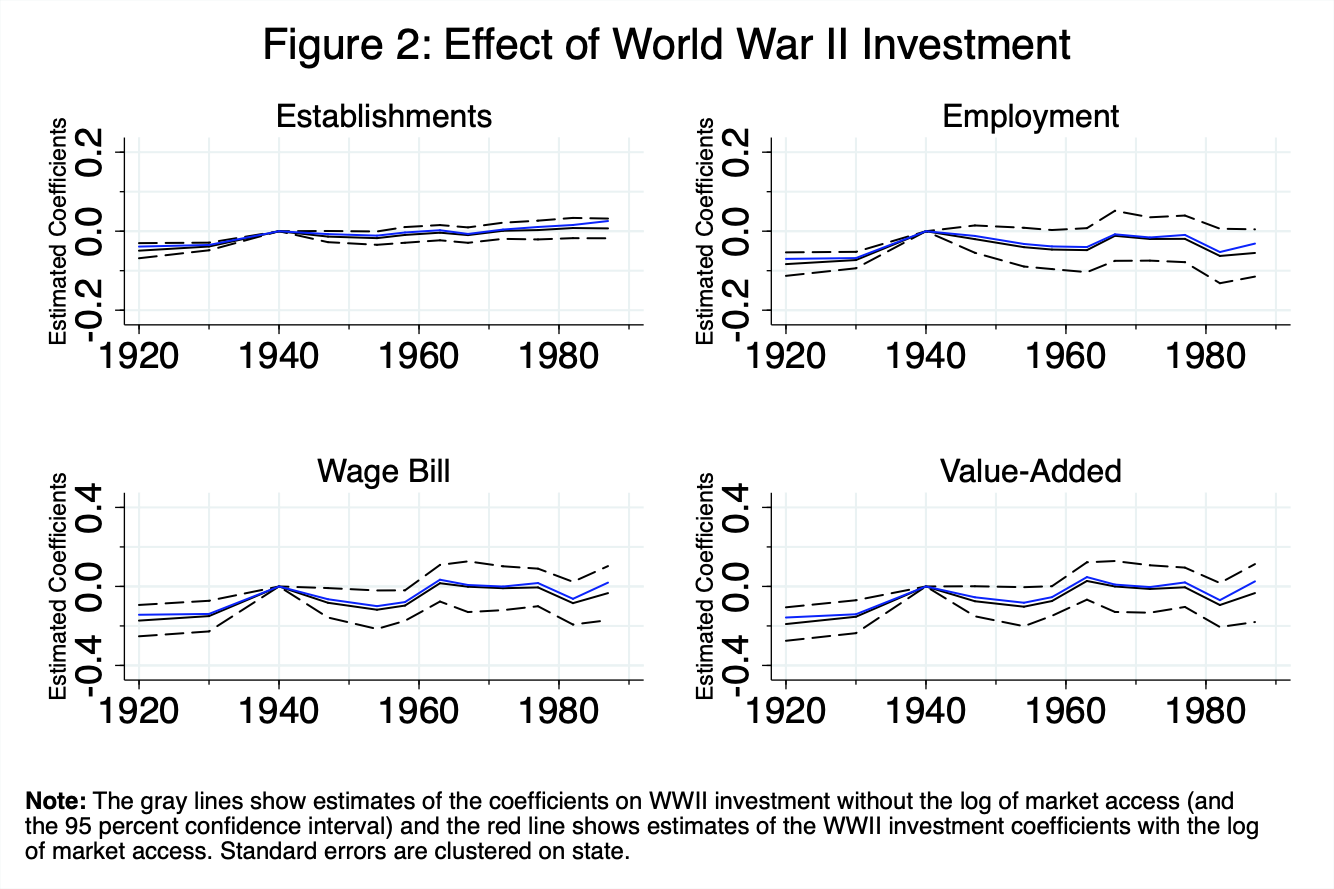 Figure 2: Effect of World War II Investment
Establishments
Estimated Coefficients
0.2
0.0
-0.2
1920 1940 1960 1980
Employment
Estimated Coefficients
0.2
0.0
-0.2
1920 1940 1960 1980
Wage Bill
Estimated Coefficients
0.4
0.0
-0.4
1920 1940 1960 1980
Value-Added
Estimated Coefficients
0.4
0.0
-0.4
1920 1940 1960 1980
Note: The gray lines show estimates of the coefficients on WWII investment without the log of market access (and
the 95 percent confidence interval) and the red line shows estimates of the WWII investment coefficients with the log
of market access. Standard errors are clustered on state.